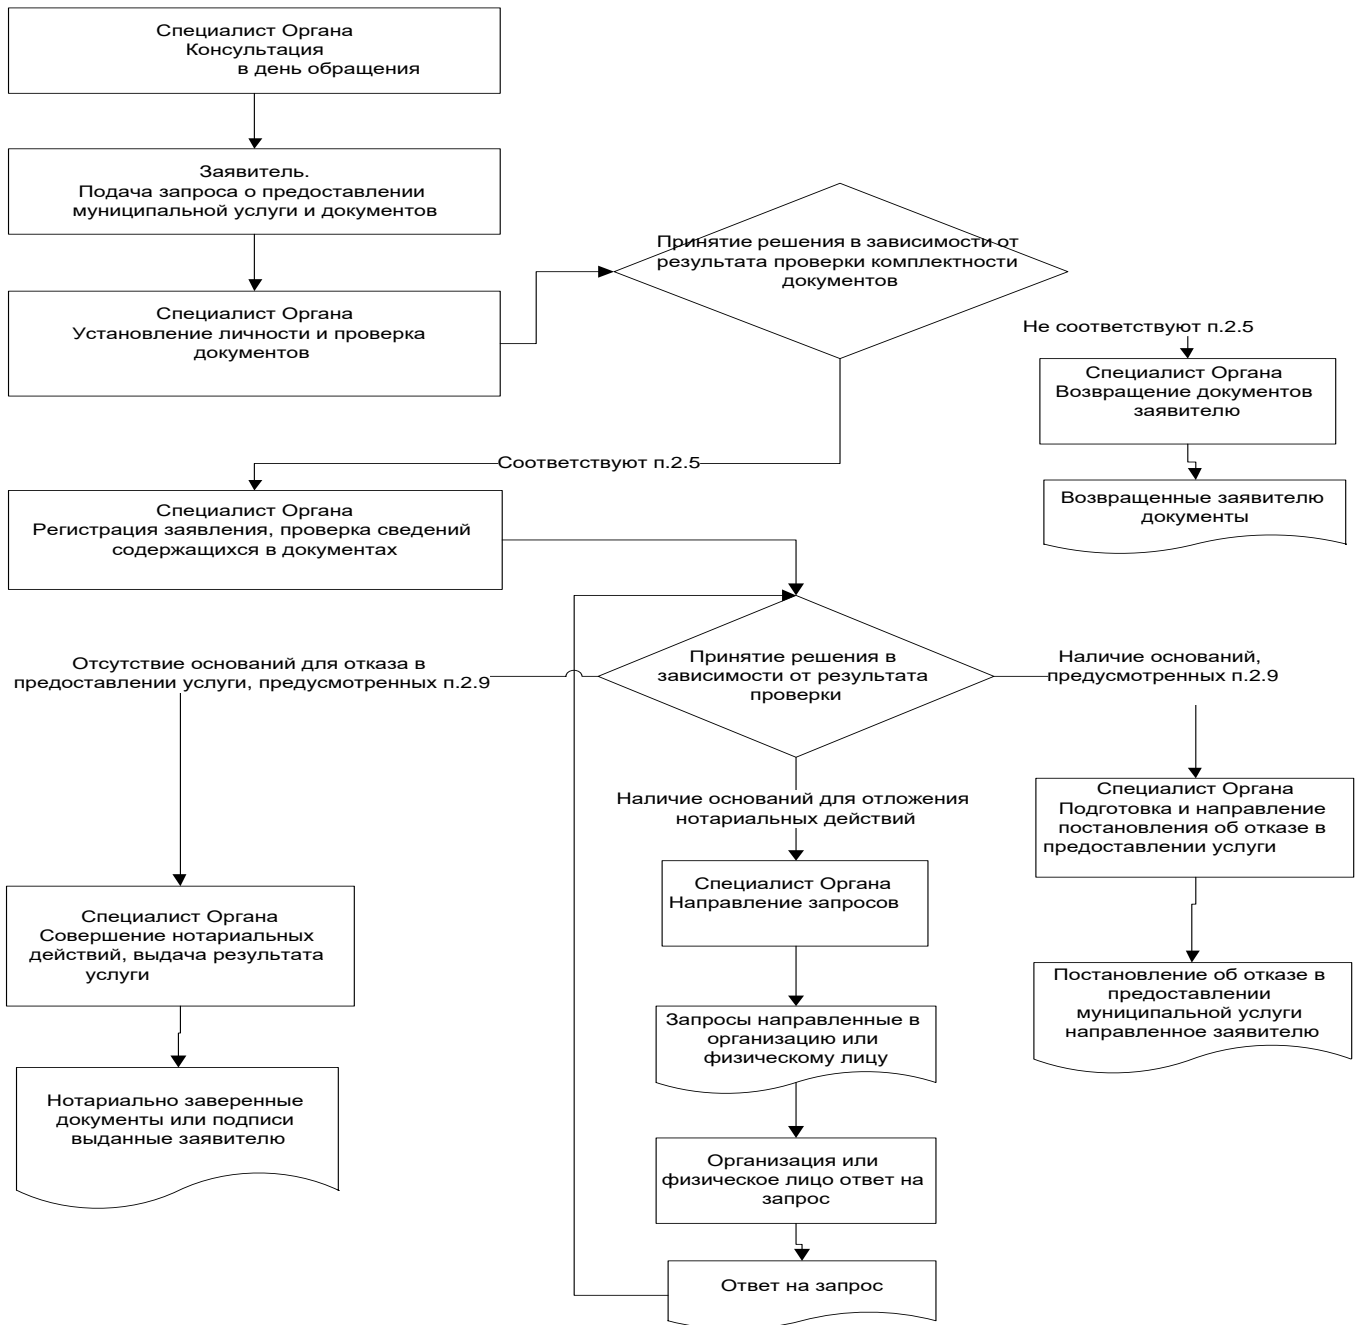 Специалист Органа
Консультация
в день обращения
Заявитель.
Подача запроса о предоставлении
муниципальной услуги и документов
Специалист Органа
Установление личности и проверка
документов
Принятие решения в зависимости от
результата проверки комплектности
документов
Не соответствуют п.2.5
Специалист Органа
Возвращение документов
заявителю
Возвращенные заявителю
документы
Соответствуют п.2.5
Специалист Органа
Регистрация заявления, проверка сведений
содержащихся в документах
Принятие решения в
зависимости от результата
проверки
Отсутствие оснований для отказа в
предоставлении услуги, предусмотренных п.2.9
Наличие оснований,
предусмотренных п.2.9
Наличие оснований для отложения
нотариальных действий
Специалист Органа
Подготовка и направление
постановления об отказе в
предоставлении услуги
Специалист Органа
Направление запросов
Специалист Органа
Совершение нотариальных
действий, выдача результата
услуги
Постановление об отказе в
предоставлении
муниципальной услуги
направленное заявителю
Запросы направленные в
организацию или
физическому лицу
Нотариально заверенные
документы или подписи
выданные заявителю
Организация или
физическое лицо ответ на
запрос
Ответ на запрос